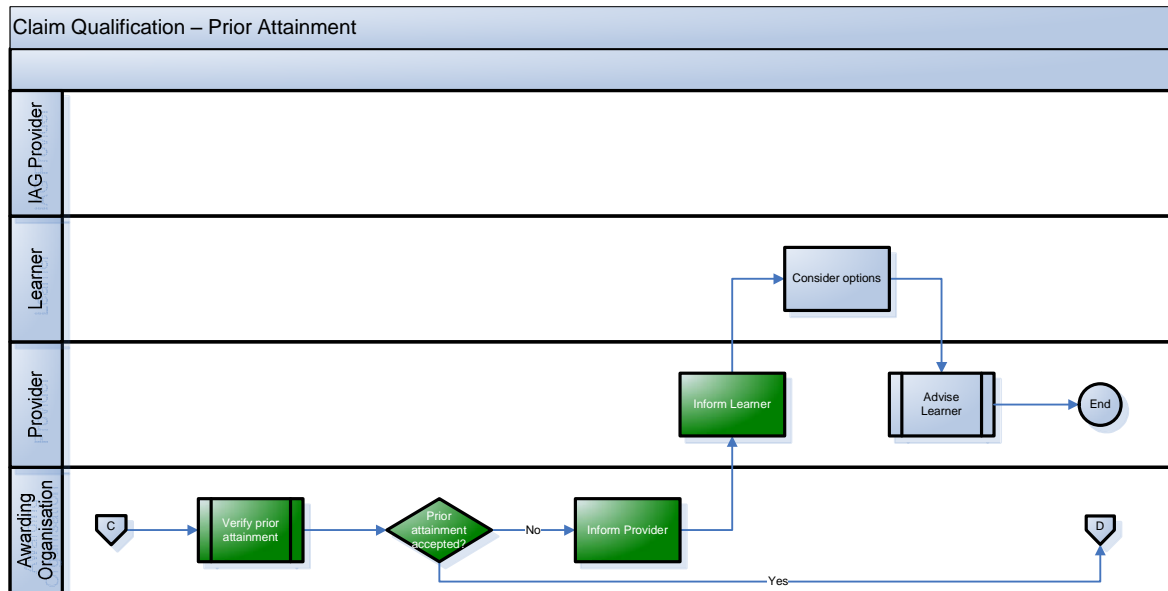 Claim Qualification – Prior Attainment
IAG Provider
Learner
Consider options
Provider
Inform Learner
Advise
Learner
End
Awarding
Organisation
C
Verify prior
attainment
Prior
attainment
accepted?
No
Inform Provider
D
Yes